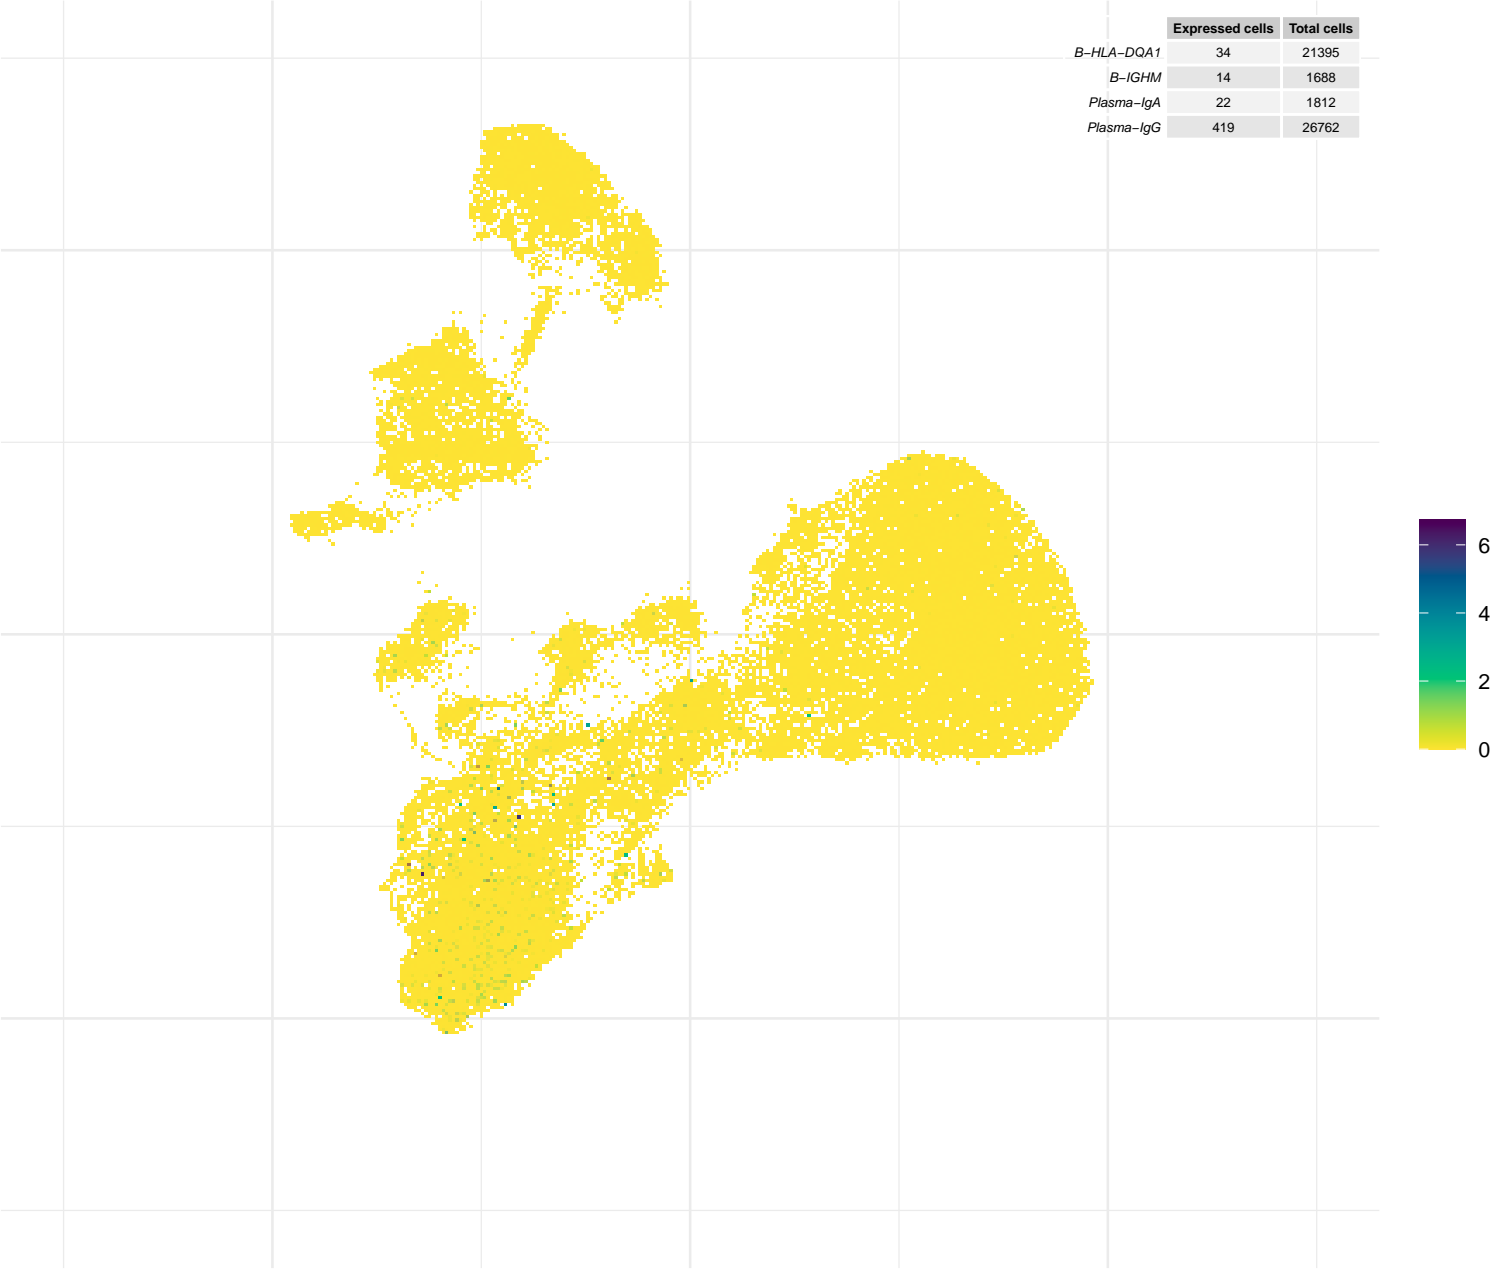 Expressed cells Total cells
B−HLA−DQA1 34 21395
B−IGHM 14 1688
Plasma−IgA 22 1812
Plasma−IgG 419 26762
6
4
2
0